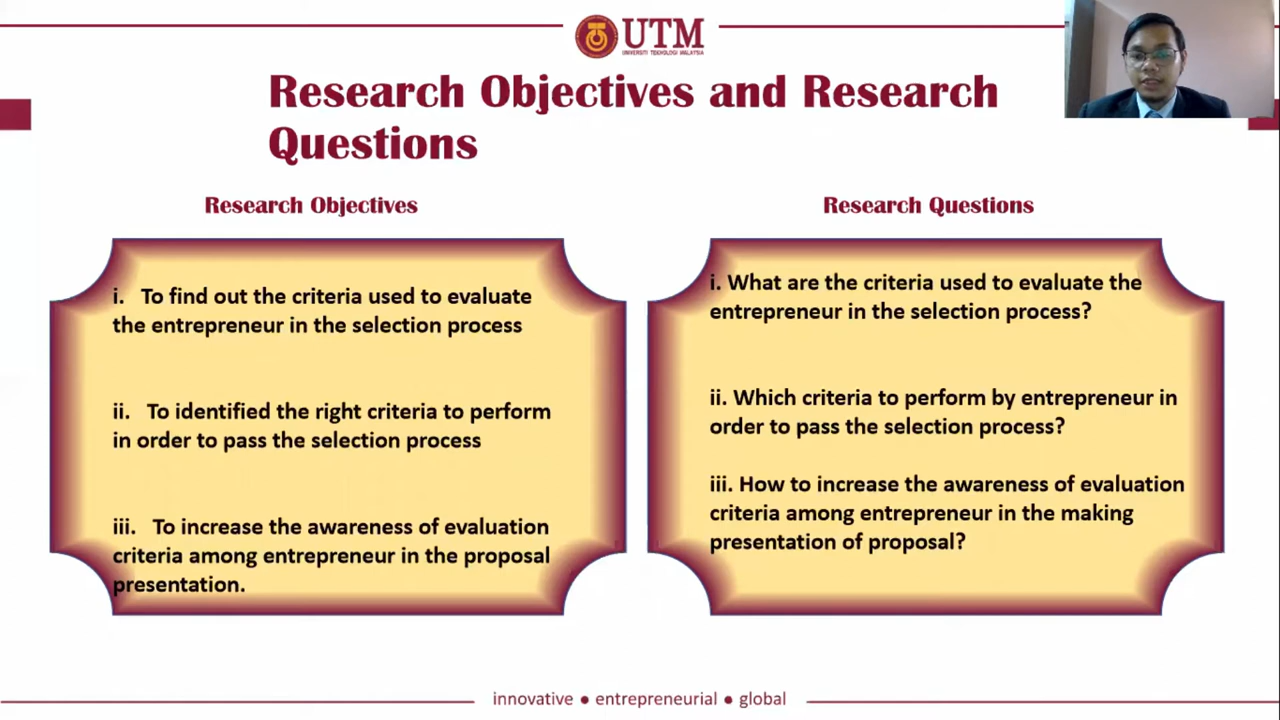 UTM
UNIVERSITI TEKNOLOGI MALAYSIA
Research Objectives and Research
Questions
Research Objectives
i. To find out the criteria used to evaluate
the entrepreneur in the selection process
ii. To identified the right criteria to perform
in order to pass the selection process
iii. To increase the awareness of evaluation
criteria among entrepreneur in the proposal
presentation.
Research Questions
i. What are the criteria used to evaluate the
entrepreneur in the selection process?
ii. Which criteria to perform by entrepreneur in
order to pass the selection process?
iii. How to increase the awareness of evaluation
criteria among entrepreneur in the making
presentation of proposal?
innovative ● entrepreneurial ● global